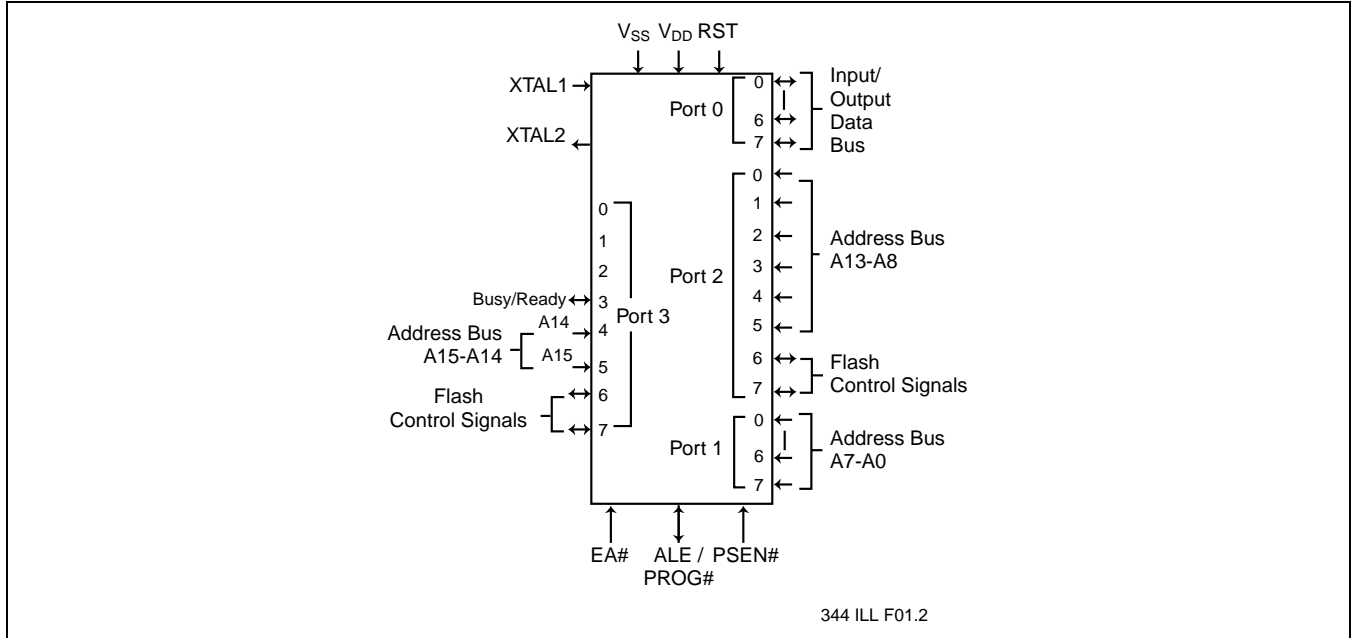 VSS VDD RST
XTAL1
XTAL2
Port 0
0
6
7
Input/
Output
Data
Bus
Port 2
0
1
2
3
4
5
6
7
Address Bus
A13-A8
Flash
Control Signals
Port 3
0
1
2
3
4
5
6
7
Busy/Ready
Address Bus
A15-A14
A14
A15
Flash
Control Signals
Port 1
0
6
7
Address Bus
A7-A0
EA# ALE / PSEN#
PROG#
344 ILL F01.2